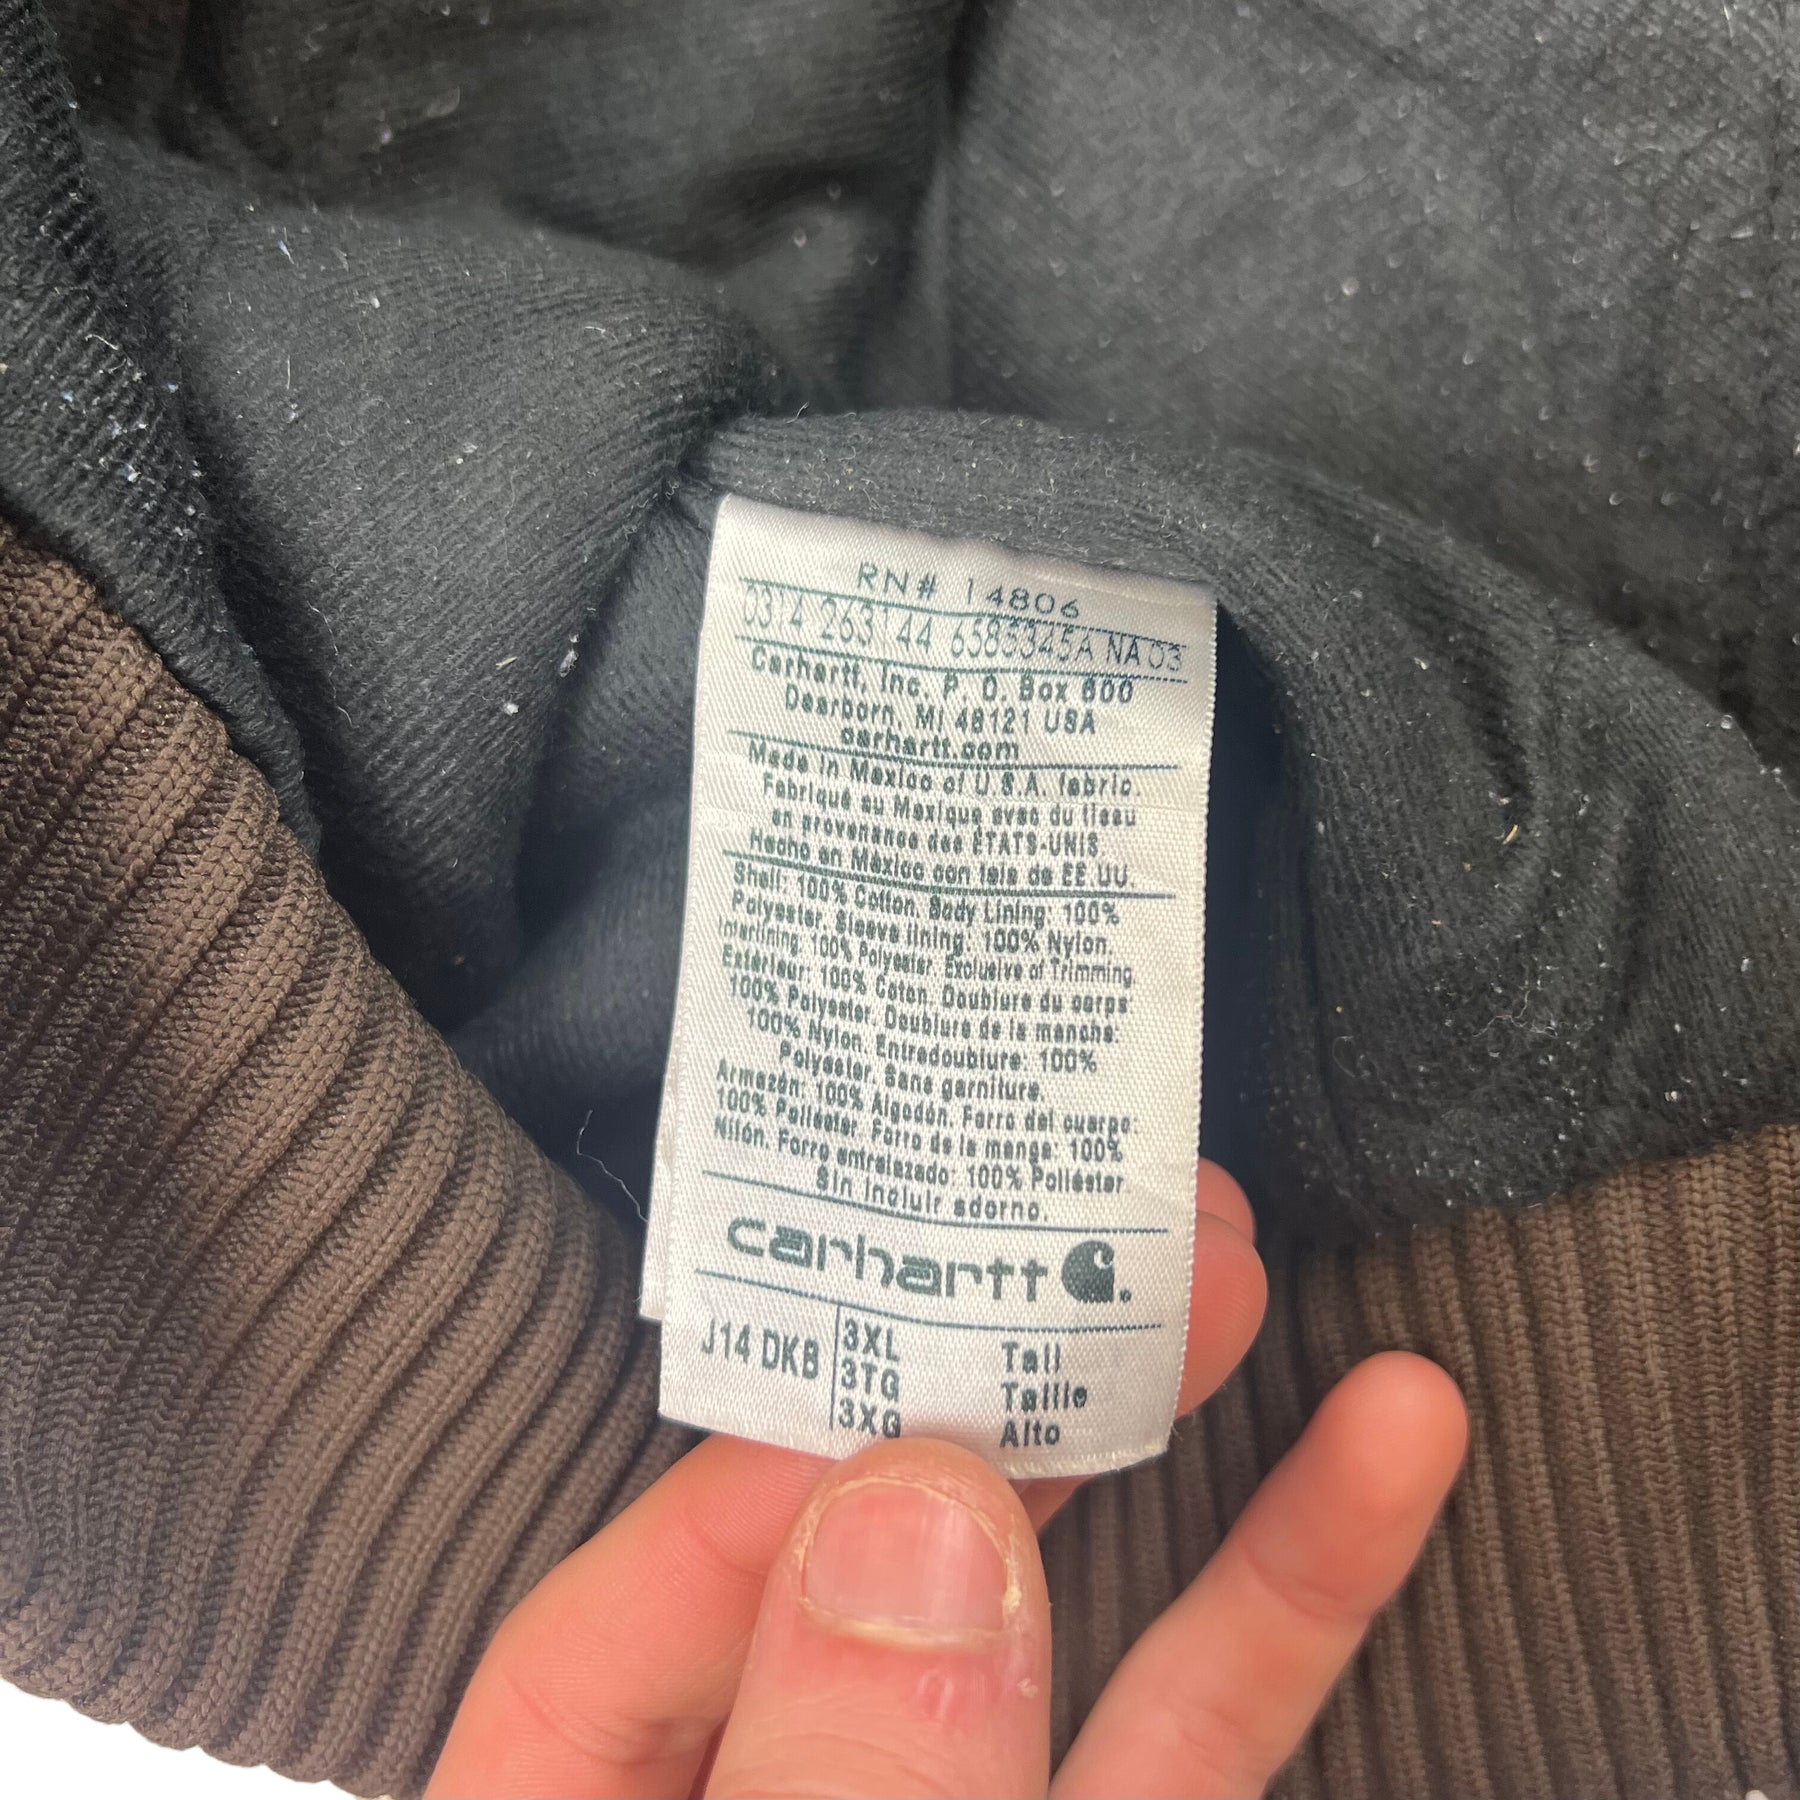 RN# 14806
0314 263144 6585345A NA 03
Carhartt, Inc. P. O. Box 600
Dearborn, MI 48121 USA
carhartt.com
Made in Mexico of U.S.A. fabric.
Fabriqué au Mexique avec du tissu
en provenance des ÉTATS-UNIS
Hecho en México con tela de EE.UU.
Shell: 100% Cotton. Body Lining: 100%
Polyester. Sleeve lining: 100% Nylon.
Interlining: 100% Polyester. Exclusive of Trimming
Extérieur: 100% Coton. Doublure du corps
100% Polyester. Doublure de la manche:
100% Nylon. Entredoublure: 100%
Polyester. Sans garniture.
Armazón: 100% Algodón. Forro del cuerpo:
100% Poliéster. Forro de la manga: 100%
Nilón. Forro entrelazado: 100% Poliéster.
Sin incluir adorno.
carhartt
J14 DKB 3XL Tall
3TG Taille
3XG Alto